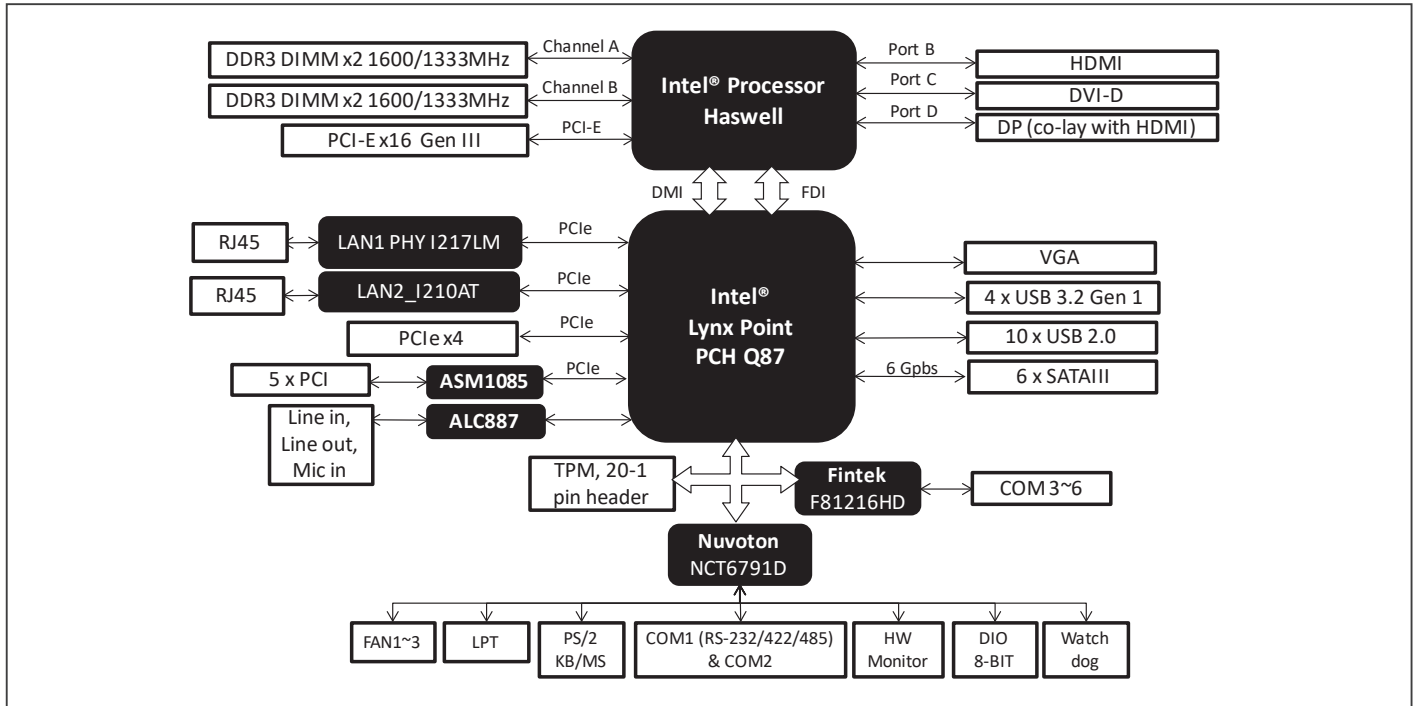 DDR3 DIMM x2 1600/1333MHz
Channel A
DDR3 DIMM x2 1600/1333MHz
Channel B
PCI-E x16 Gen III
PCI-E
Intel® Processor
Haswell
Port B
HDMI
Port C
DVI-D
Port D
DP (co-lay with HDMI)
DMI
FDI
RJ45
LAN1 PHY I217LM
PCIe
RJ45
LAN2_I210AT
PCIe
PCIe x4
PCIe
5 x PCI
ASM1085
PCIe
Line in,
Line out,
Mic in
ALC887
Intel®
Lynx Point
PCH Q87
VGA
4 x USB 3.2 Gen 1
10 x USB 2.0
6 Gpbs
6 x SATAIII
TPM, 20-1
pin header
Fintek
F81216HD
COM 3~6
Nuvoton
NCT6791D
FAN1~3
LPT
PS/2
KB/MS
COM1 (RS-232/422/485)
& COM2
HW
Monitor
DIO
8-BIT
Watch
dog